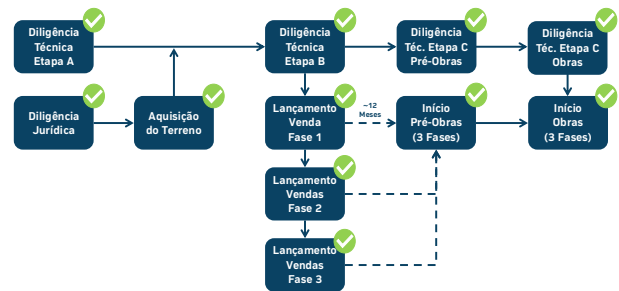 Diligência
Técnica
Etapa A
Diligência
Técnica
Etapa B
Diligência
Téc. Etapa C
Pré-Obras
Diligência
Téc. Etapa C
Obras
Diligência
Jurídica
Aquisição
do Terreno
Lançamento
Venda
Fase 1
~12
Meses
Início
Pré-Obras
(3 Fases)
Início
Obras
(3 Fases)
Lançamento
Vendas
Fase 2
Lançamento
Vendas
Fase 3